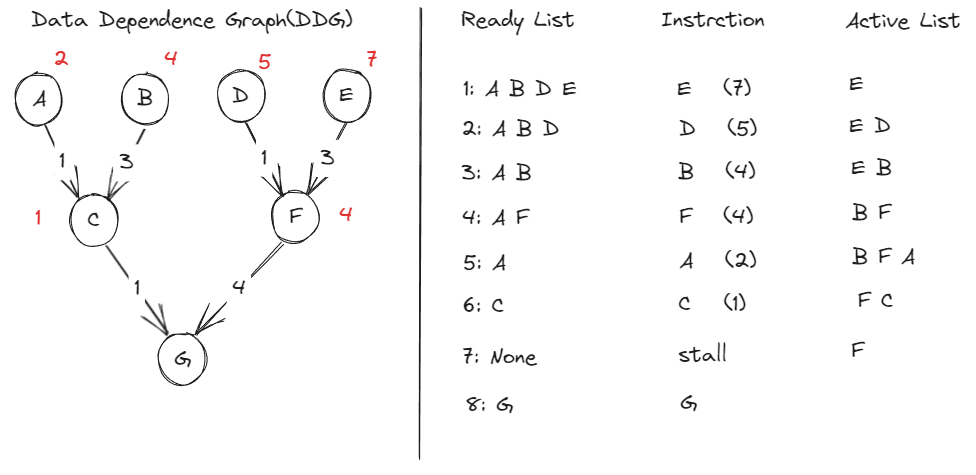 Data Dependence Graph(DDG)
2 4 5 7
A B D E
1 3 1 3
1 C F 4
1 4
G
Ready List Instrction Active List
1: A B D E E (7) E
2: A B D D (5) E D
3: A B B (4) E B
4: A F F (4) B F
5: A A (2) B F A
6: C C (1) F C
7: None stall F
8: G G